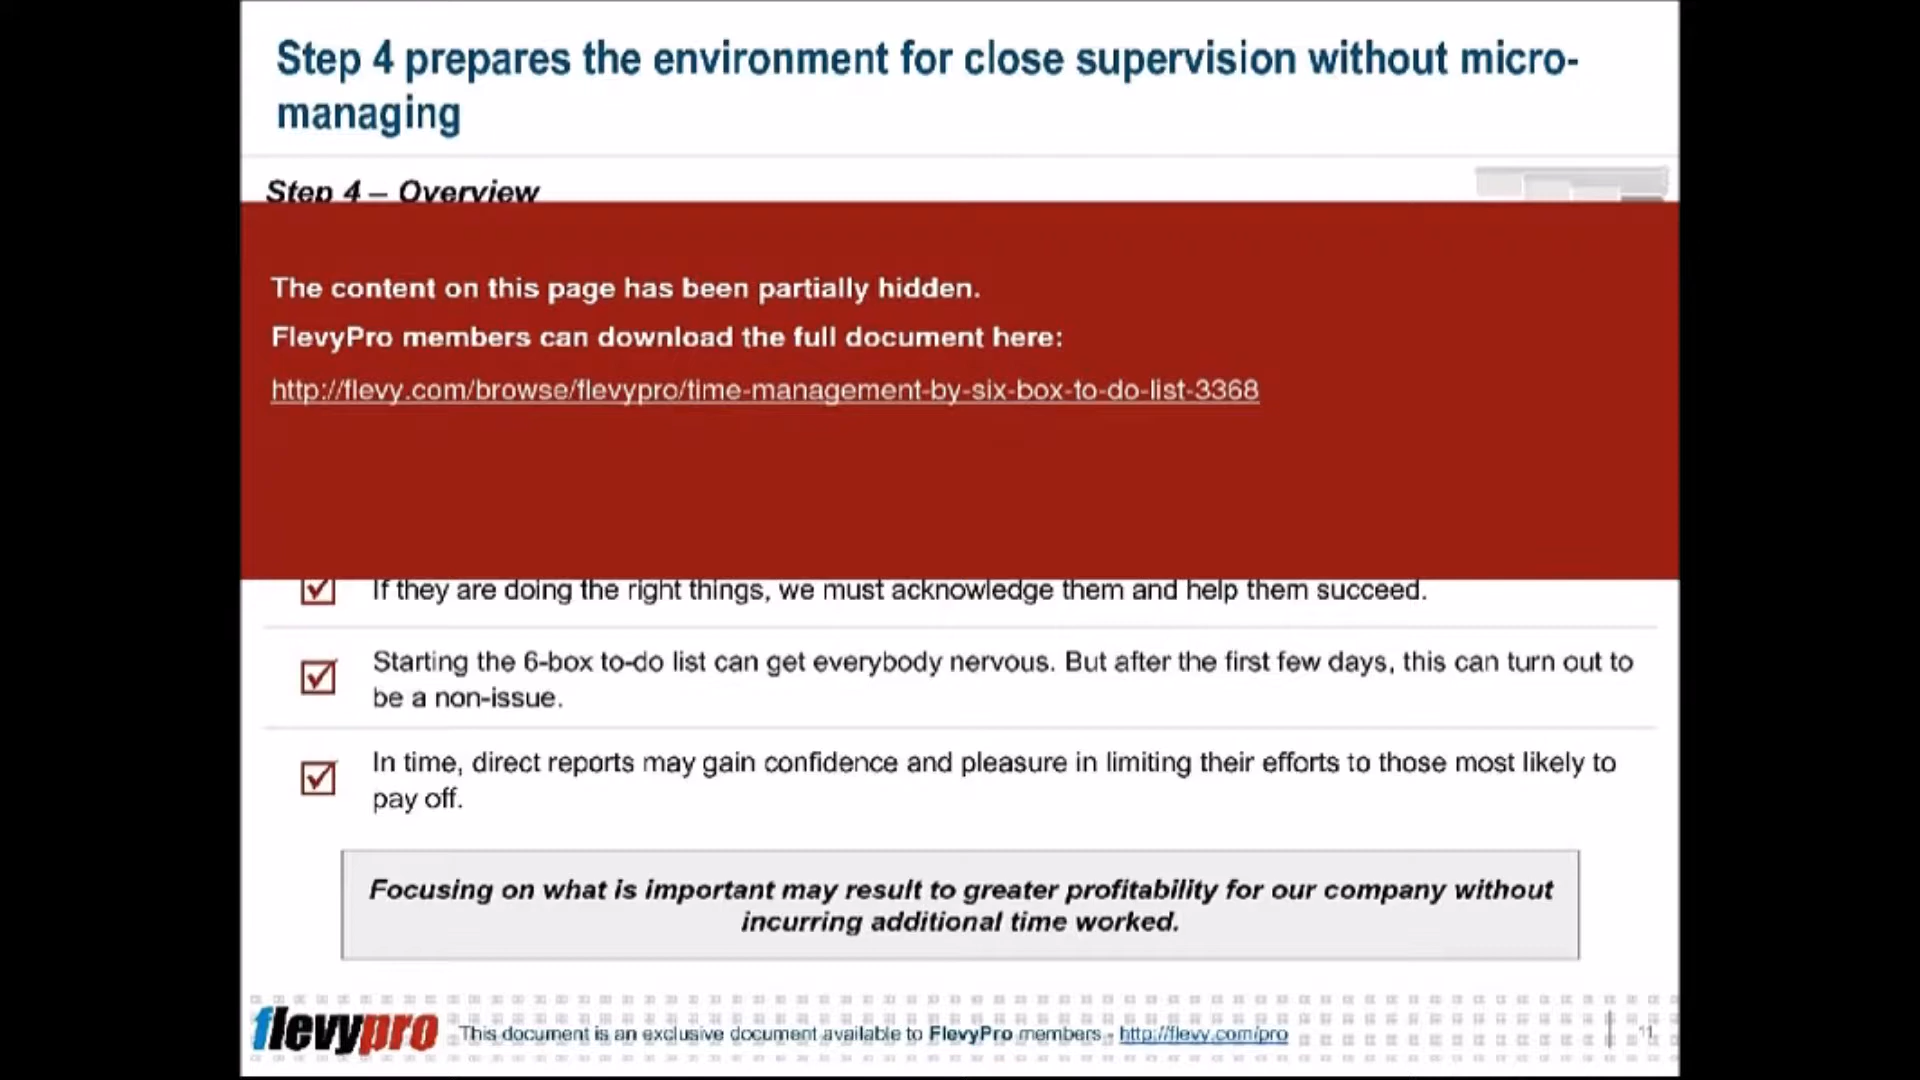 Step 4 prepares the environment for close supervision without micro-
managing
Step 4 – Overview
The content on this page has been partially hidden.
FlevyPro members can download the full document here:
http://flevy.com/browse/flevypro/time-management-by-six-box-to-do-list-3368
If they are doing the right things, we must acknowledge them and help them succeed.
Starting the 6-box to-do list can get everybody nervous. But after the first few days, this can turn out to
be a non-issue.
In time, direct reports may gain confidence and pleasure in limiting their efforts to those most likely to
pay off.
Focusing on what is important may result to greater profitability for our company without
incurring additional time worked.
flevypro This document is an exclusive document available to FlevyPro members - http://flevy.com/pro 11